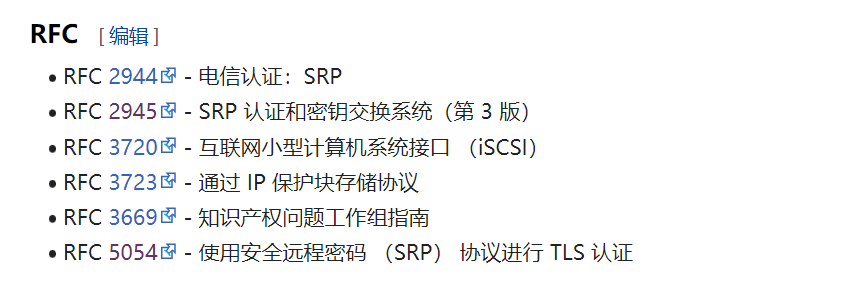 RFC [编辑]
• RFC 2944 - 电信认证：SRP
• RFC 2945 - SRP 认证和密钥交换系统（第 3 版）
• RFC 3720 - 互联网小型计算机系统接口 （iSCSI）
• RFC 3723 - 通过 IP 保护块存储协议
• RFC 3669 - 知识产权问题工作组指南
• RFC 5054 - 使用安全远程密码 （SRP） 协议进行 TLS 认证